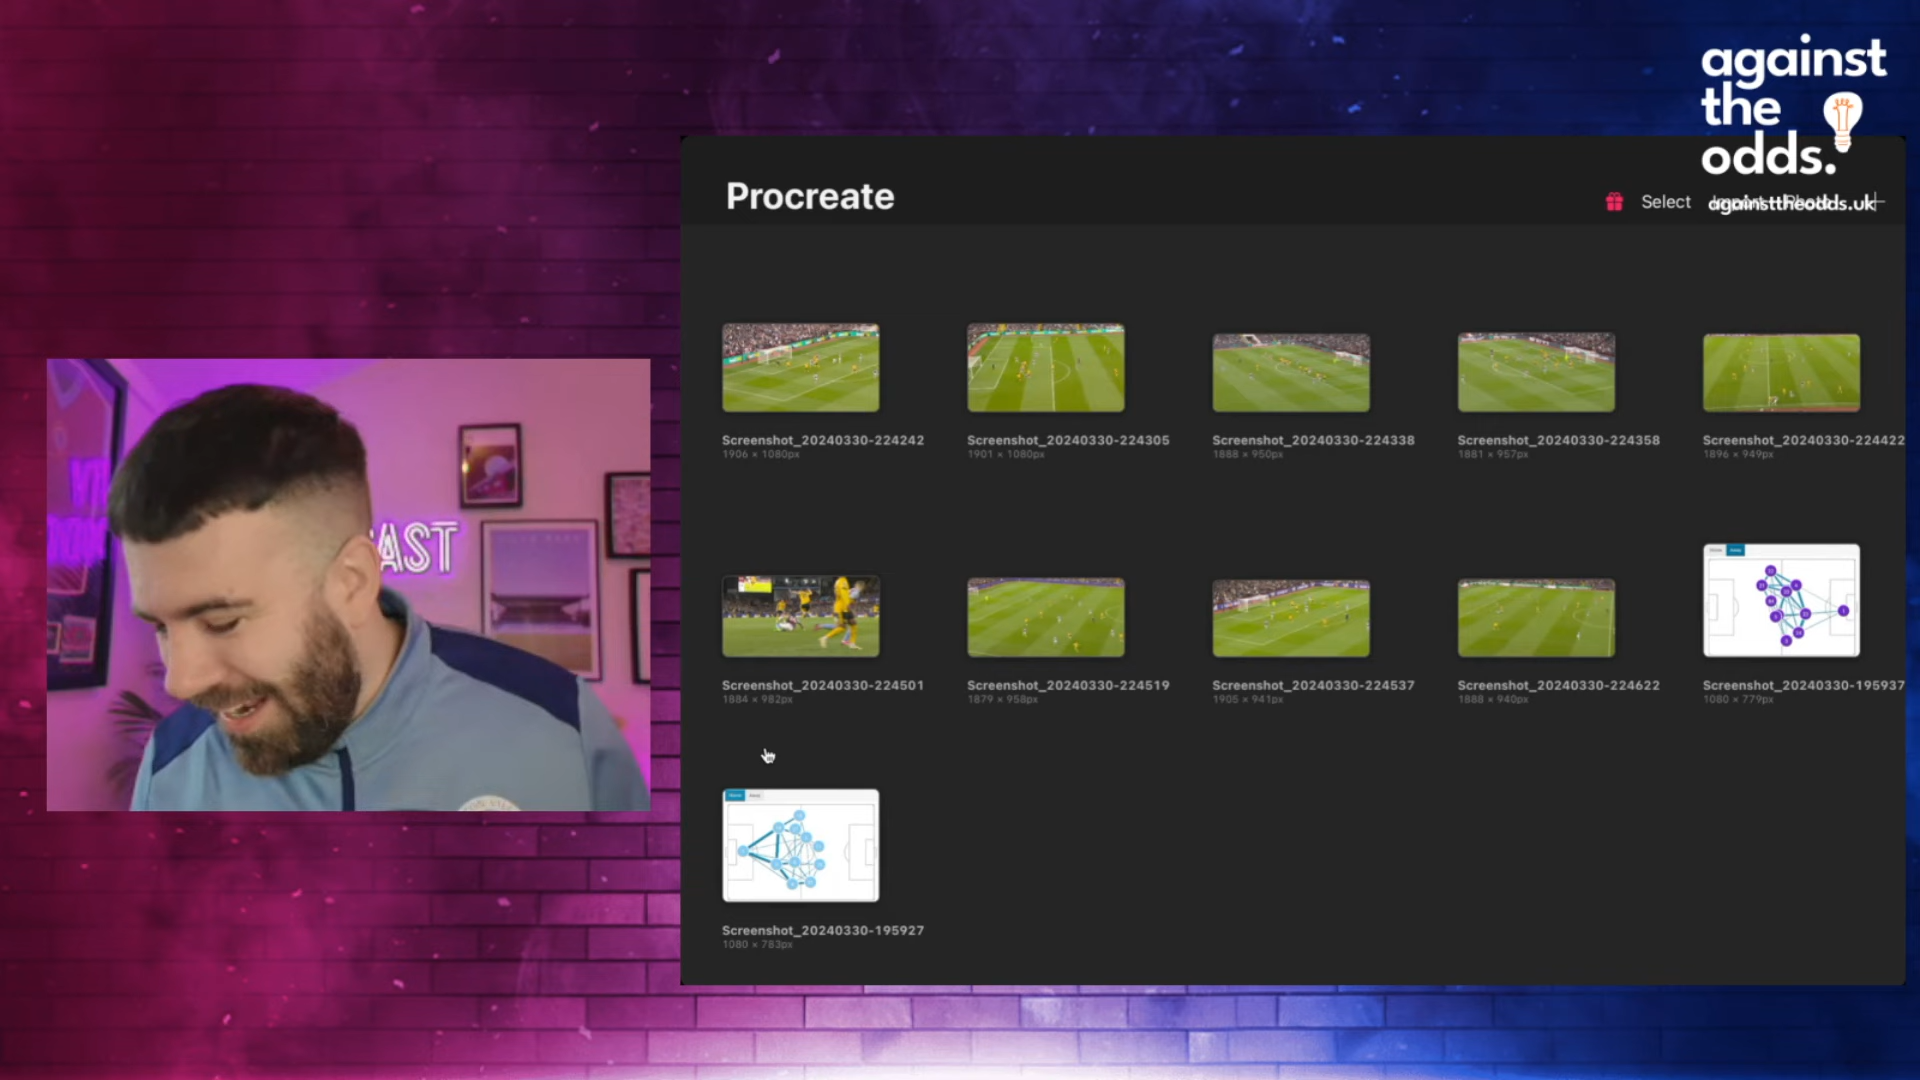 against
the
odds.
againsttheodds.uk
Procreate
Select
Screenshot_20240330-224242
1906 × 1080px
Screenshot_20240330-224305
1901 × 1080px
Screenshot_20240330-224338
1888 × 950px
Screenshot_20240330-224358
1881 × 957px
Screenshot_20240330-224422
1896 × 949px
Screenshot_20240330-224501
1884 × 982px
Screenshot_20240330-224519
1879 × 958px
Screenshot_20240330-224537
1905 × 941px
Screenshot_20240330-224622
1888 × 940px
Screenshot_20240330-195937
1080 × 779px
Screenshot_20240330-195927
1080 × 783px
AST